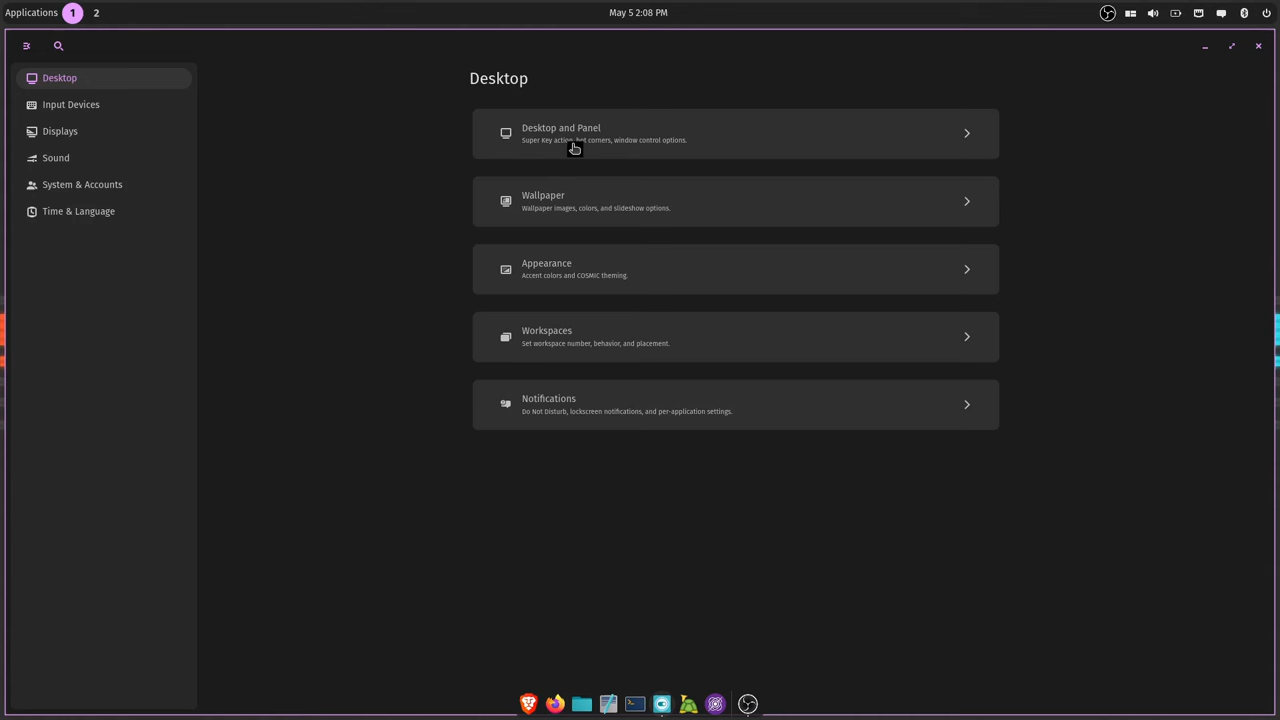 Applications 1 2 May 5 2:08 PM
Desktop
Input Devices
Displays
Sound
System & Accounts
Time & Language
Desktop
Desktop and Panel
Super Key action, hot corners, window control options.
Wallpaper
Wallpaper images, colors, and slideshow options.
Appearance
Accent colors and COSMIC theming.
Workspaces
Set workspace number, behavior, and placement.
Notifications
Do Not Disturb, lockscreen notifications, and per-application settings.